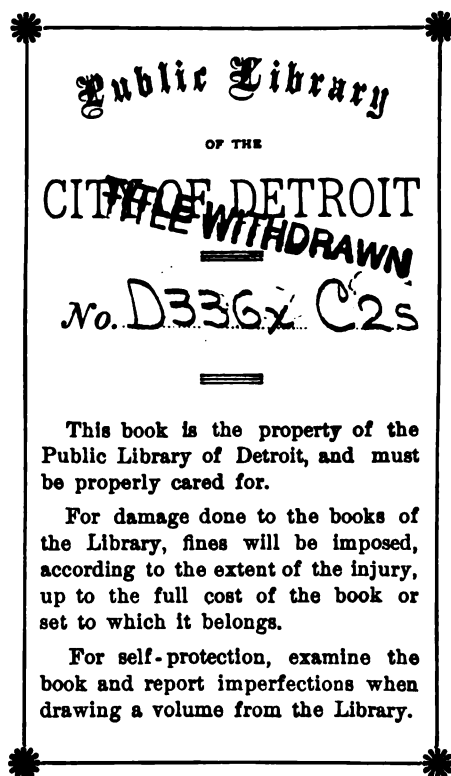 Public Library
OF THE
CITY OF DETROIT
TITLE WITHDRAWN
No. D336x C2s
This book is the property of the
Public Library of Detroit, and must
be properly cared for.
For damage done to the books of
the Library, fines will be imposed,
according to the extent of the injury,
up to the full cost of the book or
set to which it belongs.
For self-protection, examine the
book and report imperfections when
drawing a volume from the Library.